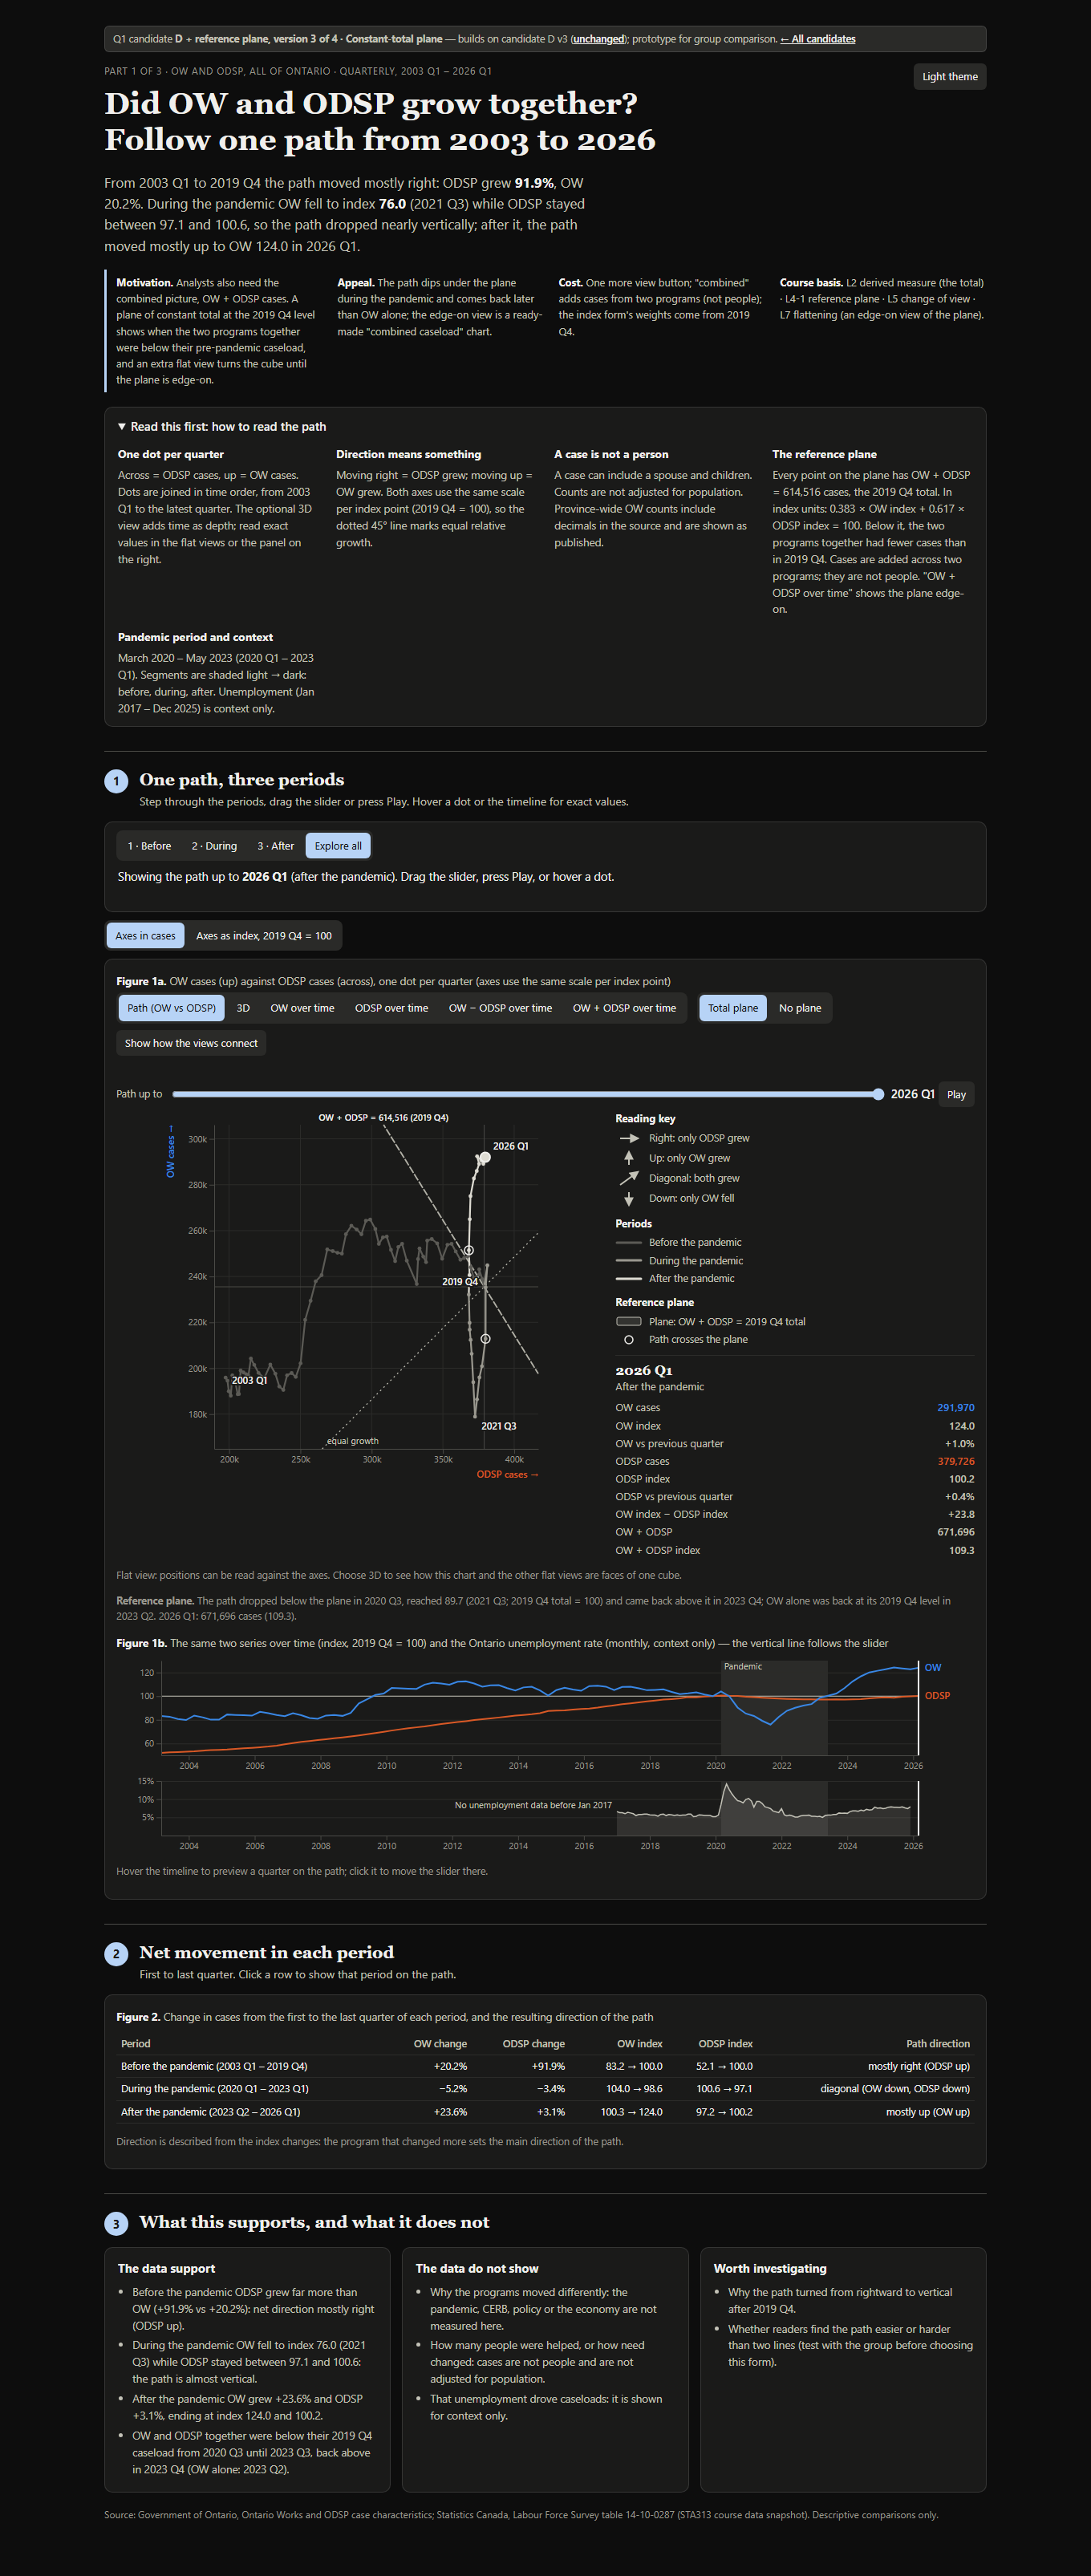 Q1 candidate D + reference plane, version 3 of 4 · Constant-total plane — builds on candidate D v3 (unchanged); prototype for group comparison. ← All candidates
PART 1 OF 3 · OW AND ODSP, ALL OF ONTARIO · QUARTERLY, 2003 Q1 – 2026 Q1
Light theme
Did OW and ODSP grow together?
Follow one path from 2003 to 2026
From 2003 Q1 to 2019 Q4 the path moved mostly right: ODSP grew 91.9%, OW
20.2%. During the pandemic OW fell to index 76.0 (2021 Q3) while ODSP stayed
between 97.1 and 100.6, so the path dropped nearly vertically; after it, the path
moved mostly up to OW 124.0 in 2026 Q1.
Motivation. Analysts also need the
combined picture, OW + ODSP cases. A
plane of constant total at the 2019 Q4 level
shows when the two programs together
were below their pre-pandemic caseload,
and an extra flat view turns the cube until
the plane is edge-on.
Appeal. The path dips under the plane
during the pandemic and comes back later
than OW alone; the edge-on view is a ready-
made "combined caseload" chart.
Cost. One more view button; "combined"
adds cases from two programs (not people);
the index form's weights come from 2019
Q4.
Course basis. L2 derived measure (the total)
· L4-1 reference plane · L5 change of view ·
L7 flattening (an edge-on view of the plane).
▼ Read this first: how to read the path
One dot per quarter
Across = ODSP cases, up = OW cases.
Dots are joined in time order, from 2003
Q1 to the latest quarter. The optional 3D
view adds time as depth; read exact
values in the flat views or the panel on
the right.
Direction means something
Moving right = ODSP grew; moving up =
OW grew. Both axes use the same scale
per index point (2019 Q4 = 100), so the
dotted 45° line marks equal relative
growth.
A case is not a person
A case can include a spouse and children.
Counts are not adjusted for population.
Province-wide OW counts include
decimals in the source and are shown as
published.
The reference plane
Every point on the plane has OW + ODSP
= 614,516 cases, the 2019 Q4 total. In
index units: 0.383 × OW index + 0.617 ×
ODSP index = 100. Below it, the two
programs together had fewer cases than
in 2019 Q4. Cases are added across two
programs; they are not people. "OW +
ODSP over time" shows the plane edge-
on.
Pandemic period and context
March 2020 – May 2023 (2020 Q1 – 2023
Q1). Segments are shaded light → dark:
before, during, after. Unemployment (Jan
2017 – Dec 2025) is context only.
1
One path, three periods
Step through the periods, drag the slider or press Play. Hover a dot or the timeline for exact values.
1 · Before
2 · During
3 · After
Explore all
Showing the path up to 2026 Q1 (after the pandemic). Drag the slider, press Play, or hover a dot.
Axes in cases
Axes as index, 2019 Q4 = 100
Figure 1a. OW cases (up) against ODSP cases (across), one dot per quarter (axes use the same scale per index point)
Path (OW vs ODSP)
3D
OW over time
ODSP over time
OW − ODSP over time
OW + ODSP over time
Total plane
No plane
Show how the views connect
Path up to
2026 Q1
Play
OW + ODSP = 614,516 (2019 Q4)
OW cases →
300k
280k
260k
240k
220k
200k
180k
2026 Q1
2019 Q4
2003 Q1
2021 Q3
equal growth
200k
250k
300k
350k
400k
ODSP cases →
Reading key
Right: only ODSP grew
Up: only OW grew
Diagonal: both grew
Down: only OW fell
Periods
Before the pandemic
During the pandemic
After the pandemic
Reference plane
Plane: OW + ODSP = 2019 Q4 total
Path crosses the plane
2026 Q1
After the pandemic
OW cases 291,970
OW index 124.0
OW vs previous quarter +1.0%
ODSP cases 379,726
ODSP index 100.2
ODSP vs previous quarter +0.4%
OW index − ODSP index +23.8
OW + ODSP 671,696
OW + ODSP index 109.3
Flat view: positions can be read against the axes. Choose 3D to see how this chart and the other flat views are faces of one cube.
Reference plane. The path dropped below the plane in 2020 Q3, reached 89.7 (2021 Q3; 2019 Q4 total = 100) and came back above it in 2023 Q4; OW alone was back at its 2019 Q4 level in
2023 Q2. 2026 Q1: 671,696 cases (109.3).
Figure 1b. The same two series over time (index, 2019 Q4 = 100) and the Ontario unemployment rate (monthly, context only) — the vertical line follows the slider
120
100
80
60
Pandemic
OW
ODSP
2004
2006
2008
2010
2012
2014
2016
2018
2020
2022
2024
2026
15%
10%
5%
No unemployment data before Jan 2017
2004
2006
2008
2010
2012
2014
2016
2018
2020
2022
2024
2026
Hover the timeline to preview a quarter on the path; click it to move the slider there.
2
Net movement in each period
First to last quarter. Click a row to show that period on the path.
Figure 2. Change in cases from the first to the last quarter of each period, and the resulting direction of the path
Period OW change ODSP change OW index ODSP index Path direction
Before the pandemic (2003 Q1 – 2019 Q4) +20.2% +91.9% 83.2 → 100.0 52.1 → 100.0 mostly right (ODSP up)
During the pandemic (2020 Q1 – 2023 Q1) −5.2% −3.4% 104.0 → 98.6 100.6 → 97.1 diagonal (OW down, ODSP down)
After the pandemic (2023 Q2 – 2026 Q1) +23.6% +3.1% 100.3 → 124.0 97.2 → 100.2 mostly up (OW up)
Direction is described from the index changes: the program that changed more sets the main direction of the path.
3
What this supports, and what it does not
The data support
• Before the pandemic ODSP grew far more than
OW (+91.9% vs +20.2%): net direction mostly right
(ODSP up).
• During the pandemic OW fell to index 76.0 (2021
Q3) while ODSP stayed between 97.1 and 100.6:
the path is almost vertical.
• After the pandemic OW grew +23.6% and ODSP
+3.1%, ending at index 124.0 and 100.2.
• OW and ODSP together were below their 2019 Q4
caseload from 2020 Q3 until 2023 Q3, back above
in 2023 Q4 (OW alone: 2023 Q2).
The data do not show
• Why the programs moved differently: the
pandemic, CERB, policy or the economy are not
measured here.
• How many people were helped, or how need
changed: cases are not people and are not
adjusted for population.
• That unemployment drove caseloads: it is shown
for context only.
Worth investigating
• Why the path turned from rightward to vertical
after 2019 Q4.
• Whether readers find the path easier or harder
than two lines (test with the group before choosing
this form).
Source: Government of Ontario, Ontario Works and ODSP case characteristics; Statistics Canada, Labour Force Survey table 14-10-0287 (STA313 course data snapshot). Descriptive comparisons only.